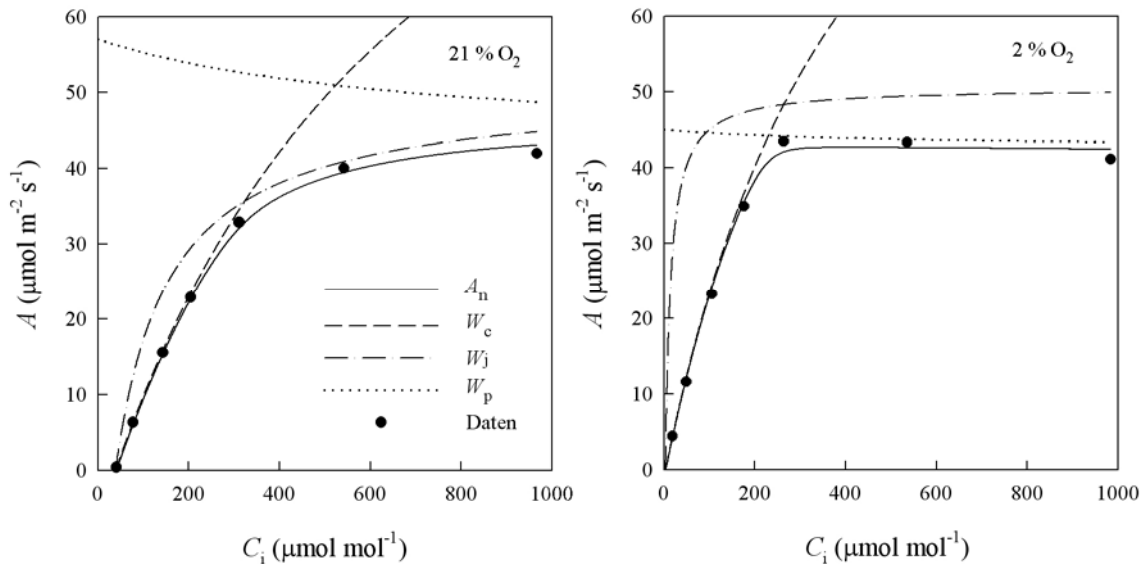 60
50
40
30
20
10
0
A (µmol m⁻² s⁻¹)
21 % O₂
Aₙ
W_c
Wj
Wₚ
Daten
0 200 400 600 800 1000
Cᵢ (µmol mol⁻¹)
60
50
40
30
20
10
0
A (µmol m⁻² s⁻¹)
2 % O₂
0 200 400 600 800 1000
Cᵢ (µmol mol⁻¹)